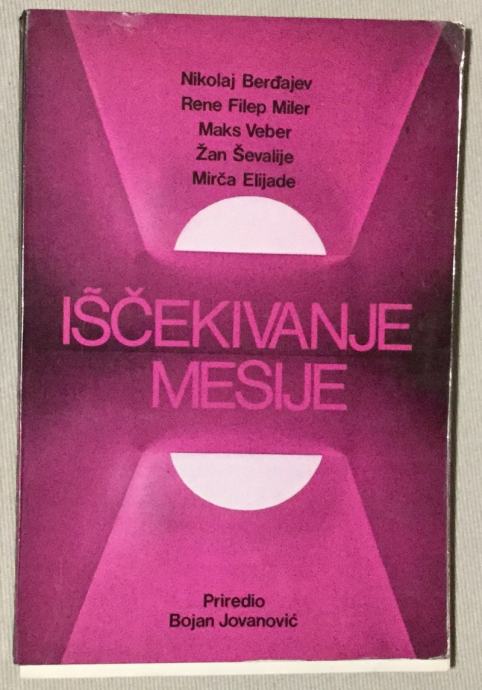 Nikolaj Berđajev
Rene Filep Miler
Maks Veber
Žan Ševalije
Mirča Elijade
IŠČEKIVANJE
MESIJE
Priredio
Bojan Jovanović